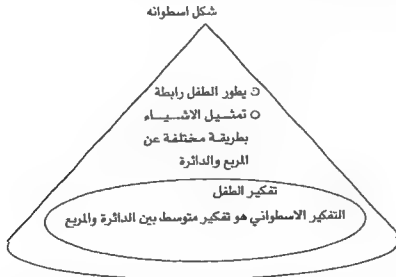 شكل اسطوانه
يطور الطفل رابطة
تمثيل الاشياء
بطريقة مختلفة عن
المربع والدائرة
تفكير الطفل
التفكير الاسطواني هو تفكير متوسط بين الدائرة والمربع